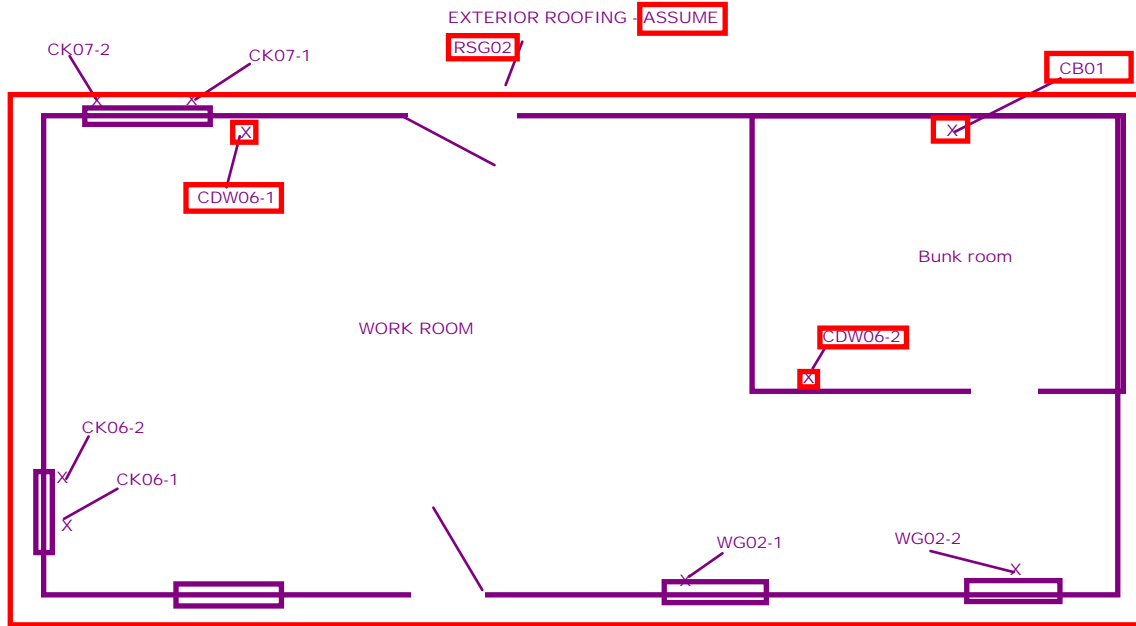 EXTERIOR ROOFING - ASSUME
RSG02
CK07-2
CK07-1
CB01
X
X
X
X
CDW06-1
Bunk room
WORK ROOM
CDW06-2
X
CK06-2
X
CK06-1
X
WG02-1
WG02-2
X
X